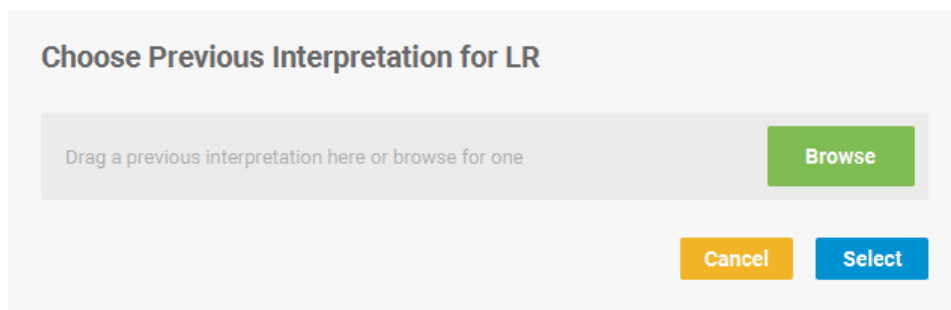 Choose Previous Interpretation for LR
Drag a previous interpretation here or browse for one
Browse
Cancel
Select